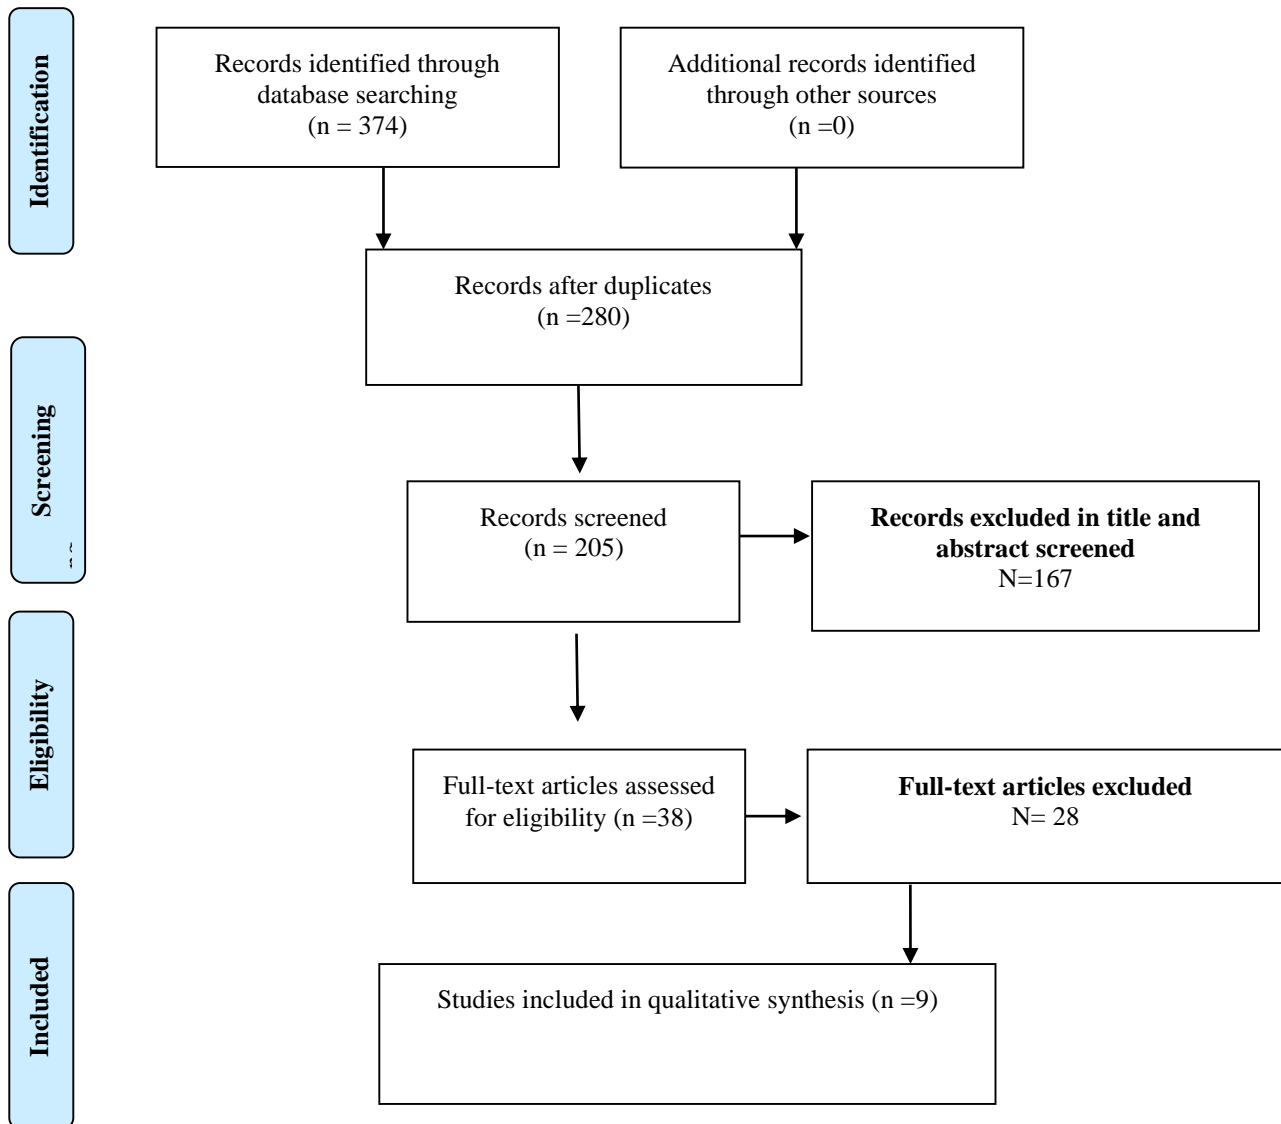 Identification
Records identified through
database searching
(n = 374)
Additional records identified
through other sources
(n =0)
Records after duplicates
(n =280)
Screening
Records screened
(n = 205)
Records excluded in title and
abstract screened
N=167
Eligibility
Full-text articles assessed
for eligibility (n =38)
Full-text articles excluded
N= 28
Included
Studies included in qualitative synthesis (n =9)